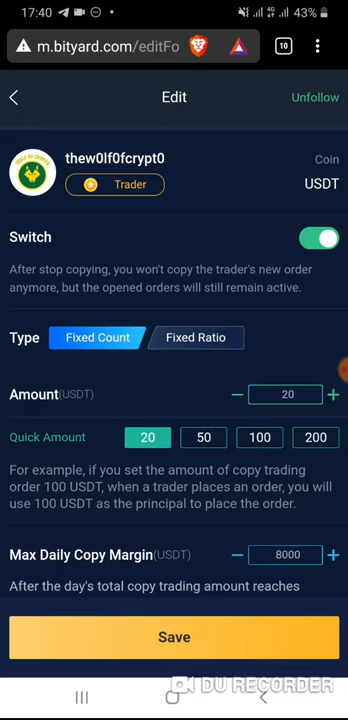 17:40
4G
43%
m.bityard.com/editFo
10
Edit
Unfollow
thew0lf0fcrypt0
Coin
Trader
USDT
Switch
After stop copying, you won't copy the trader's new order
anymore, but the opened orders will still remain active.
Type
Fixed Count
Fixed Ratio
Amount(USDT)
20
Quick Amount
20
50
100
200
For example, if you set the amount of copy trading
order 100 USDT, when a trader places an order, you will
use 100 USDT as the principal to place the order.
Max Daily Copy Margin(USDT)
8000
After the day's total copy trading amount reaches
Save
DU RECORDER